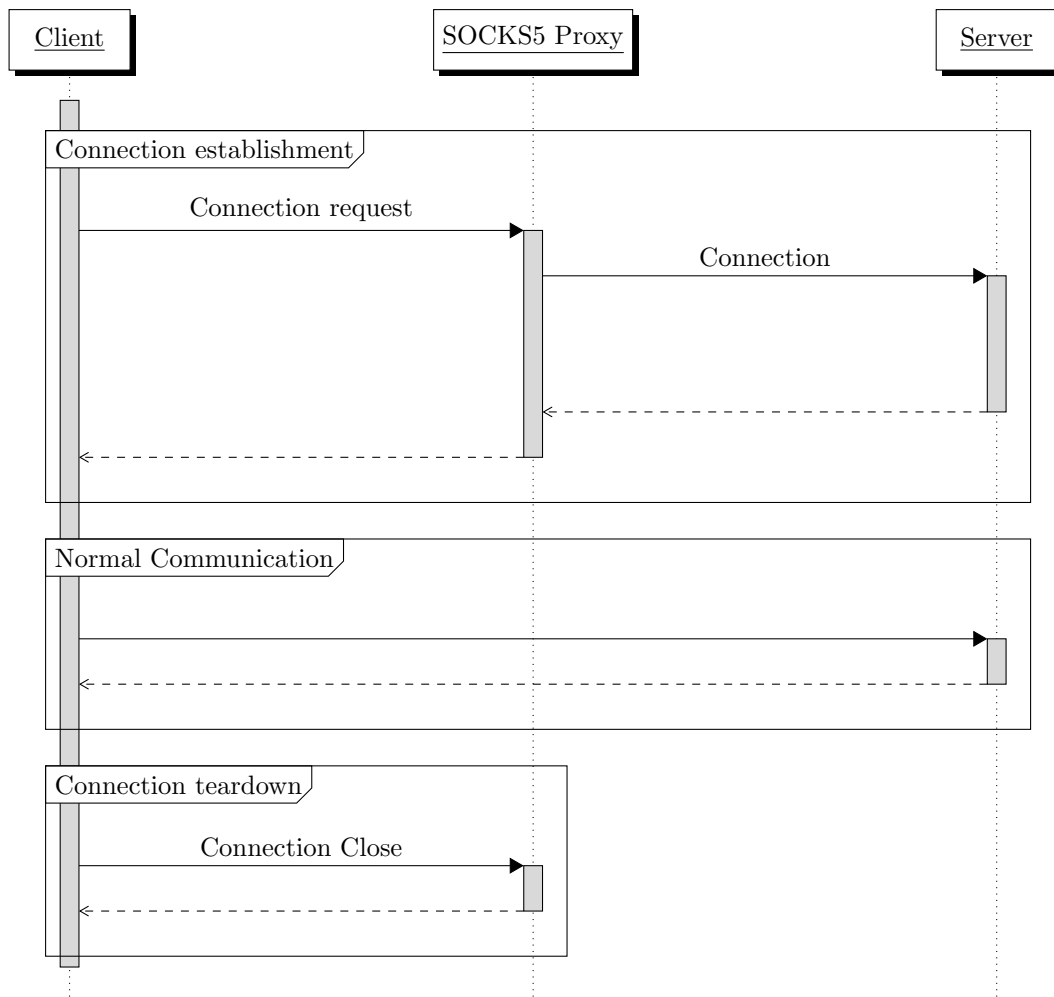 Client
SOCKS5 Proxy
Server
Connection establishment
Connection request
Connection
Normal Communication
Connection teardown
Connection Close